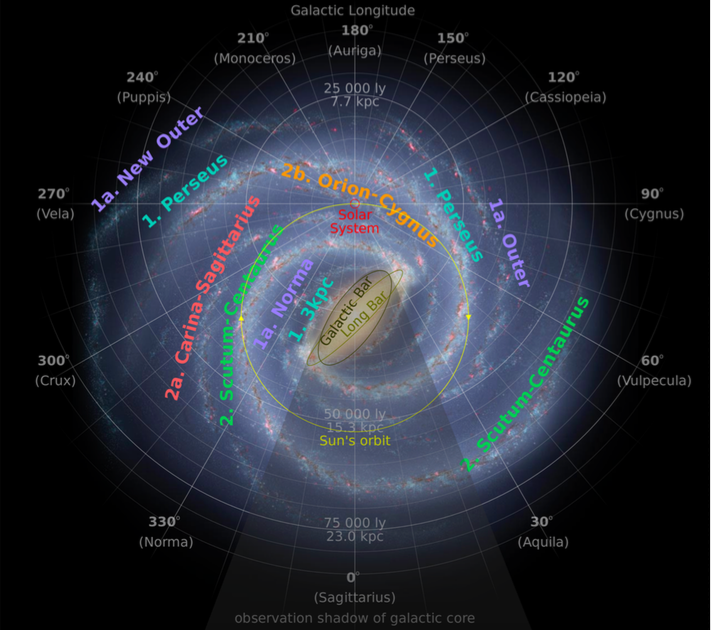 Galactic Longitude
180°
(Auriga)
210°
(Monoceros)
150°
(Perseus)
240°
(Puppis)
120°
(Cassiopeia)
25 000 ly
7.7 kpc
1a. New Outer
1. Perseus
2b. Orion-Cygnus
1. Perseus
1a. Outer
270°
(Vela)
90°
(Cygnus)
Solar
System
2a. Carina-Sagittarius
2. Scutum-Centaurus
1a. Norma
1. 3kpc
Galactic Bar
Long Bar
2. Scutum-Centaurus
300°
(Crux)
60°
(Vulpecula)
50 000 ly
15.3 kpc
Sun's orbit
330°
(Norma)
75 000 ly
23.0 kpc
30°
(Aquila)
0°
(Sagittarius)
observation shadow of galactic core